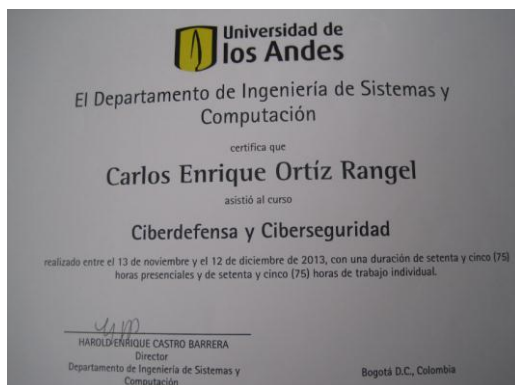 Universidad de
los Andes
El Departamento de Ingeniería de Sistemas y
Computación
certifica que
Carlos Enrique Ortíz Rangel
asistió al curso
Ciberdefensa y Ciberseguridad
realizado entre el 13 de noviembre y el 12 de diciembre de 2013, con una duración de setenta y cinco (75)
horas presenciales y de setenta y cinco (75) horas de trabajo individual.
HAROLD ENRIQUE CASTRO BARRERA
Director
Departamento de Ingeniería de Sistemas y
Computación
Bogotá D.C., Colombia